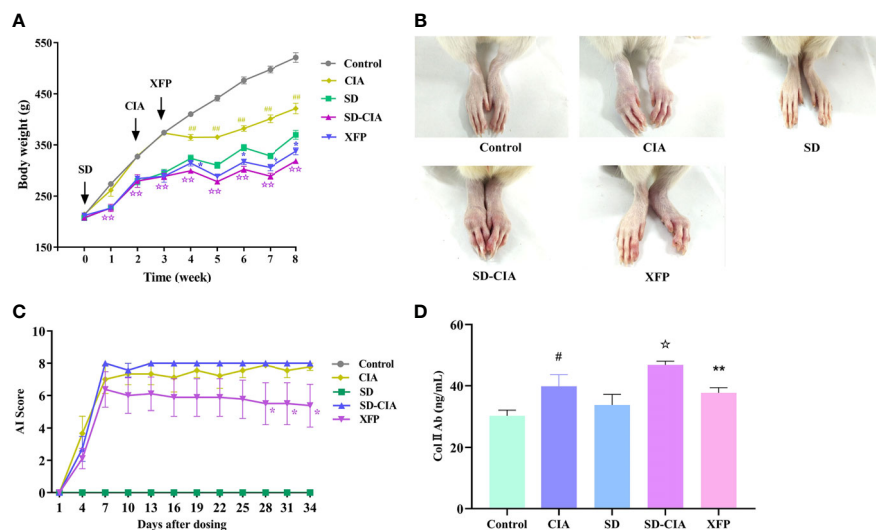 A
Body weight (g)
550
450
350
250
150
SD
CIA
XFP
##
##
##
##
##
*
*
*
*
☆☆
☆☆
☆☆
☆☆
☆☆
☆☆
☆☆
☆☆
0 1 2 3 4 5 6 7 8
Time (week)
Control
CIA
SD
SD-CIA
XFP
B
Control
CIA
SD
SD-CIA
XFP
C
AI Score
10
8
6
4
2
0
*
*
*
1 4 7 10 13 16 19 22 25 28 31 34
Days after dosing
Control
CIA
SD
SD-CIA
XFP
D
Col II Ab (ng/mL)
60
40
20
0
#
☆
**
Control CIA SD SD-CIA XFP